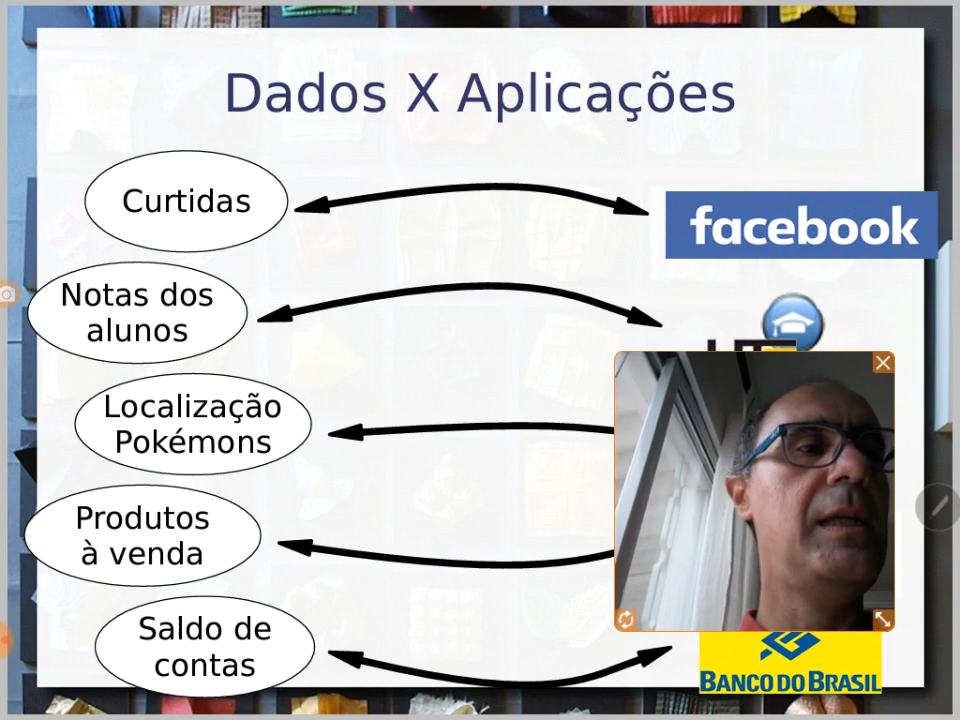 Dados X Aplicações
Curtidas
facebook
Notas dos
alunos
Localização
Pokémons
Produtos
à venda
Saldo de
contas
BANCO DO BRASIL